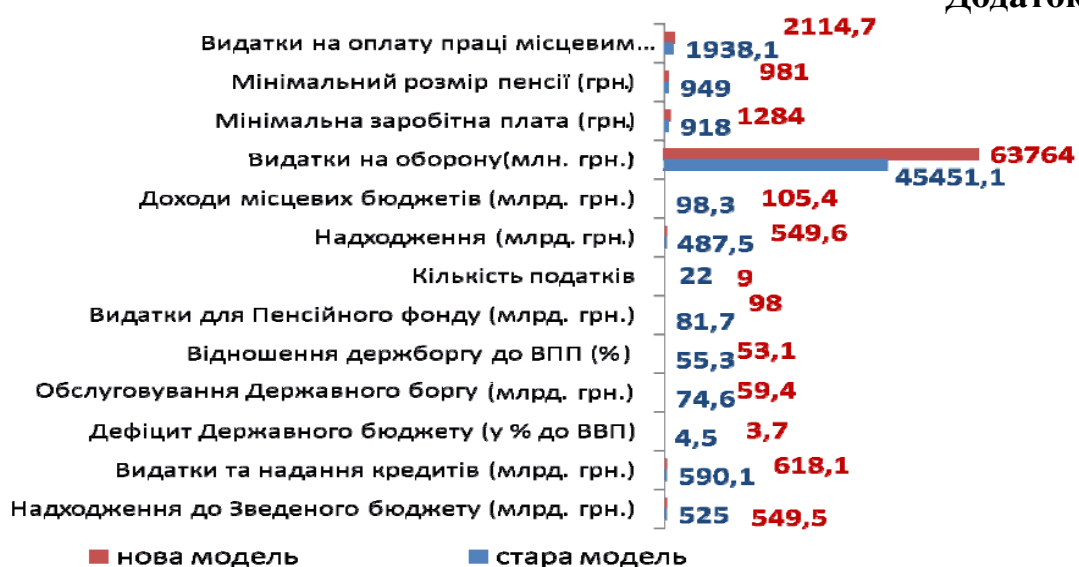 Додаток
Видатки на оплату праці місцевим... 2114,7 1938,1
Мінімальний розмір пенсії (грн.) 981 949
Мінімальна заробітна плата (грн.) 1284 918
Видатки на оборону(млн. грн.) 63764 45451,1
Доходи місцевих бюджетів (млрд. грн.) 98,3 105,4
Надходження (млрд. грн.) 487,5 549,6
Кількість податків 22 9
Видатки для Пенсійного фонду (млрд. грн.) 98 81,7
Відношення держборгу до ВПП (%) 55,3 53,1
Обслуговування Державного боргу (млрд. грн.) 74,6 59,4
Дефіцит Державного бюджету (у % до ВВП) 4,5 3,7
Видатки та надання кредитів (млрд. грн.) 590,1 618,1
Надходження до Зведеного бюджету (млрд. грн.) 525 549,5
нова модель стара модель